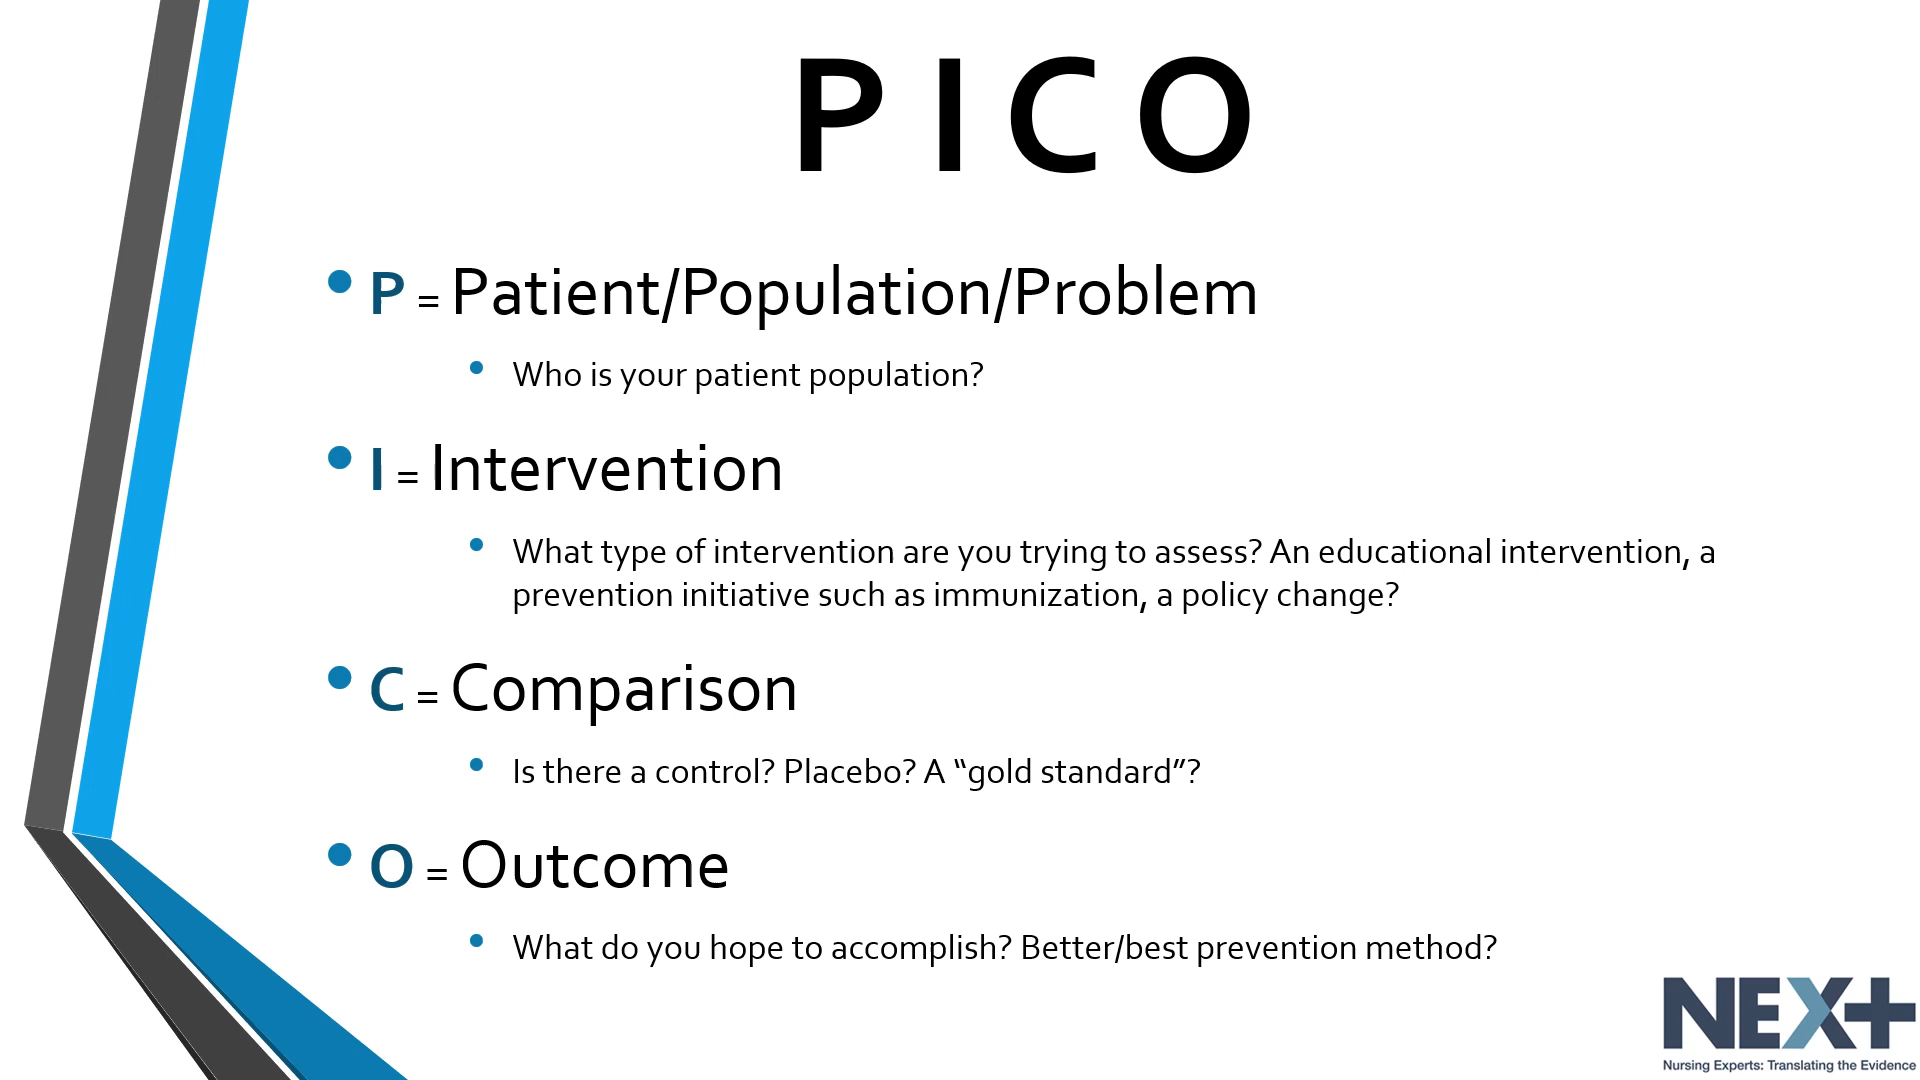 P I C O
• P = Patient/Population/Problem
• Who is your patient population?
• I = Intervention
• What type of intervention are you trying to assess? An educational intervention, a
prevention initiative such as immunization, a policy change?
• C = Comparison
• Is there a control? Placebo? A “gold standard”?
• O = Outcome
• What do you hope to accomplish? Better/best prevention method?
NEX+
Nursing Experts: Translating the Evidence